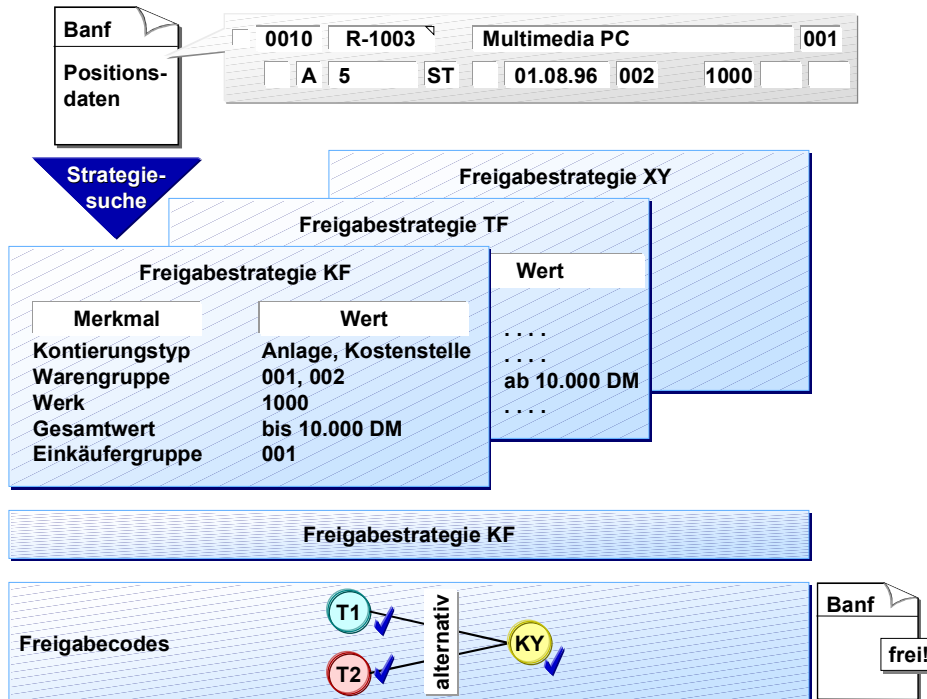 Banf
Positions-
daten
0010 R-1003 Multimedia PC 001
A 5 ST 01.08.96 002 1000
Strategie-
suche
Freigabestrategie XY
Freigabestrategie TF
Wert
. . . .
. . . .
ab 10.000 DM
. . . .
Freigabestrategie KF
Merkmal Wert
Kontierungstyp Anlage, Kostenstelle
Warengruppe 001, 002
Werk 1000
Gesamtwert bis 10.000 DM
Einkäufergruppe 001
Freigabestrategie KF
Freigabecodes
T1
T2
alternativ
KY
Banf
frei!